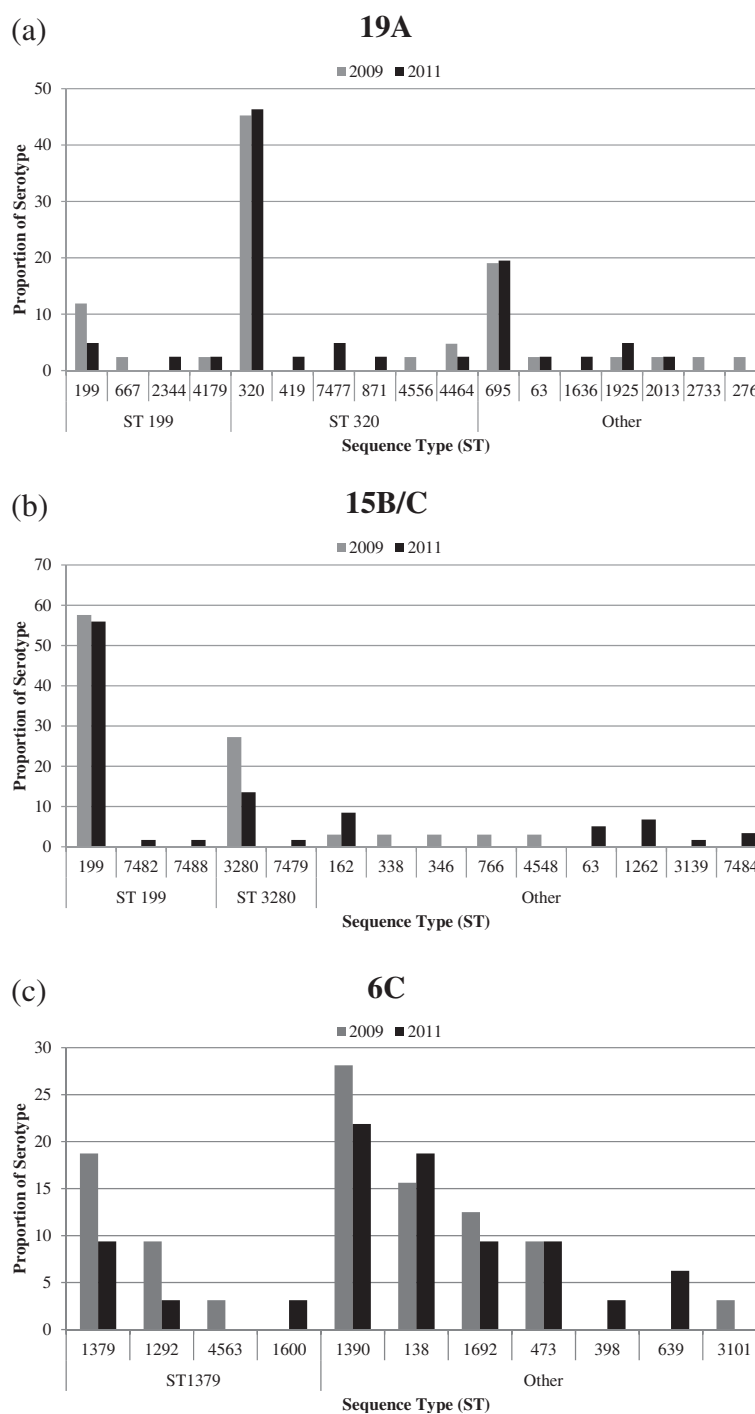 (a) 19A
2009 2011
Proportion of Serotype
50
40
30
20
10
0
199 667 2344 4179 320 419 7477 871 4556 4464 695 63 1636 1925 2013 2733 276
ST 199 ST 320 Other
Sequence Type (ST)
(b) 15B/C
2009 2011
Proportion of Serotype
70
60
50
40
30
20
10
0
199 7482 7488 3280 7479 162 338 346 766 4548 63 1262 3139 7484
ST 199 ST 3280 Other
Sequence Type (ST)
(c) 6C
2009 2011
Proportion of Serotype
30
25
20
15
10
5
0
1379 1292 4563 1600 1390 138 1692 473 398 639 3101
ST1379 Other
Sequence Type (ST)